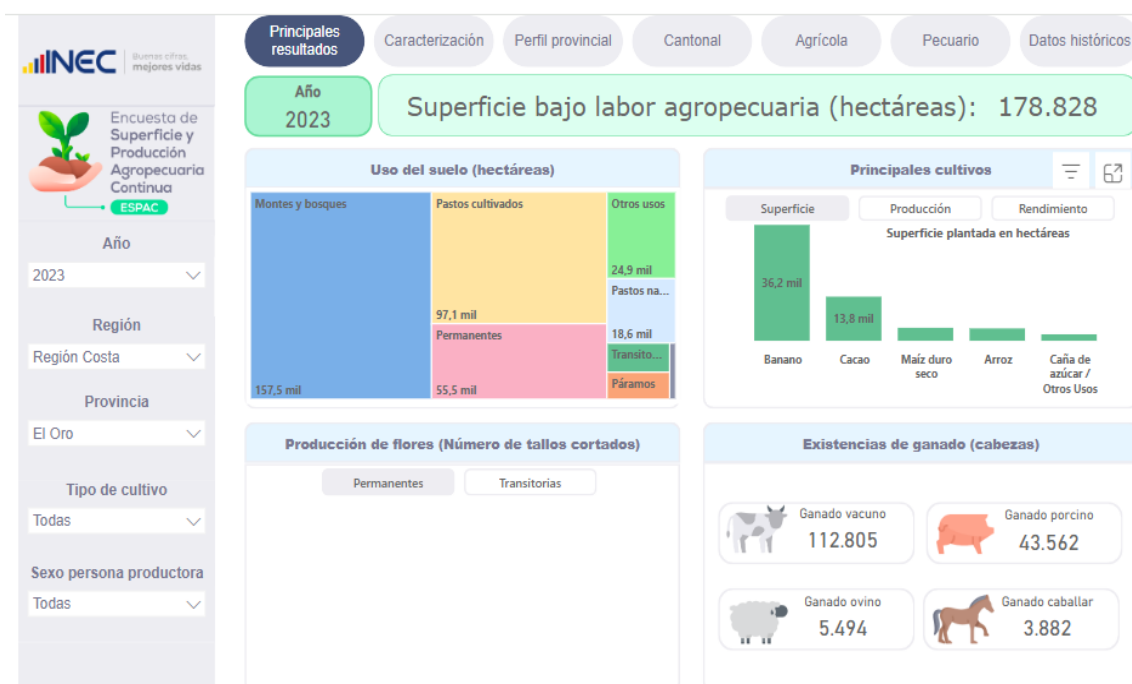 INEC
Buenas cifras,
mejores vidas
Encuesta de
Superficie y
Producción
Agropecuaria
Continua
ESPAC
Año
2023
Región
Región Costa
Provincia
El Oro
Tipo de cultivo
Todas
Sexo persona productora
Todas
Principales
resultados
Caracterización
Perfil provincial
Cantonal
Agrícola
Pecuario
Datos históricos
Año
2023
Superficie bajo labor agropecuaria (hectáreas): 178.828
Uso del suelo (hectáreas)
Montes y bosques
157,5 mil
Pastos cultivados
97,1 mil
Permanentes
55,5 mil
Otros usos
24,9 mil
Pastos na...
18,6 mil
Transito...
Páramos
Principales cultivos
Superficie
Producción
Rendimiento
Superficie plantada en hectáreas
36,2 mil
13,8 mil
Banano
Cacao
Maíz duro
seco
Arroz
Caña de
azúcar /
Otros Usos
Producción de flores (Número de tallos cortados)
Permanentes
Transitorias
Existencias de ganado (cabezas)
Ganado vacuno
112.805
Ganado porcino
43.562
Ganado ovino
5.494
Ganado caballar
3.882